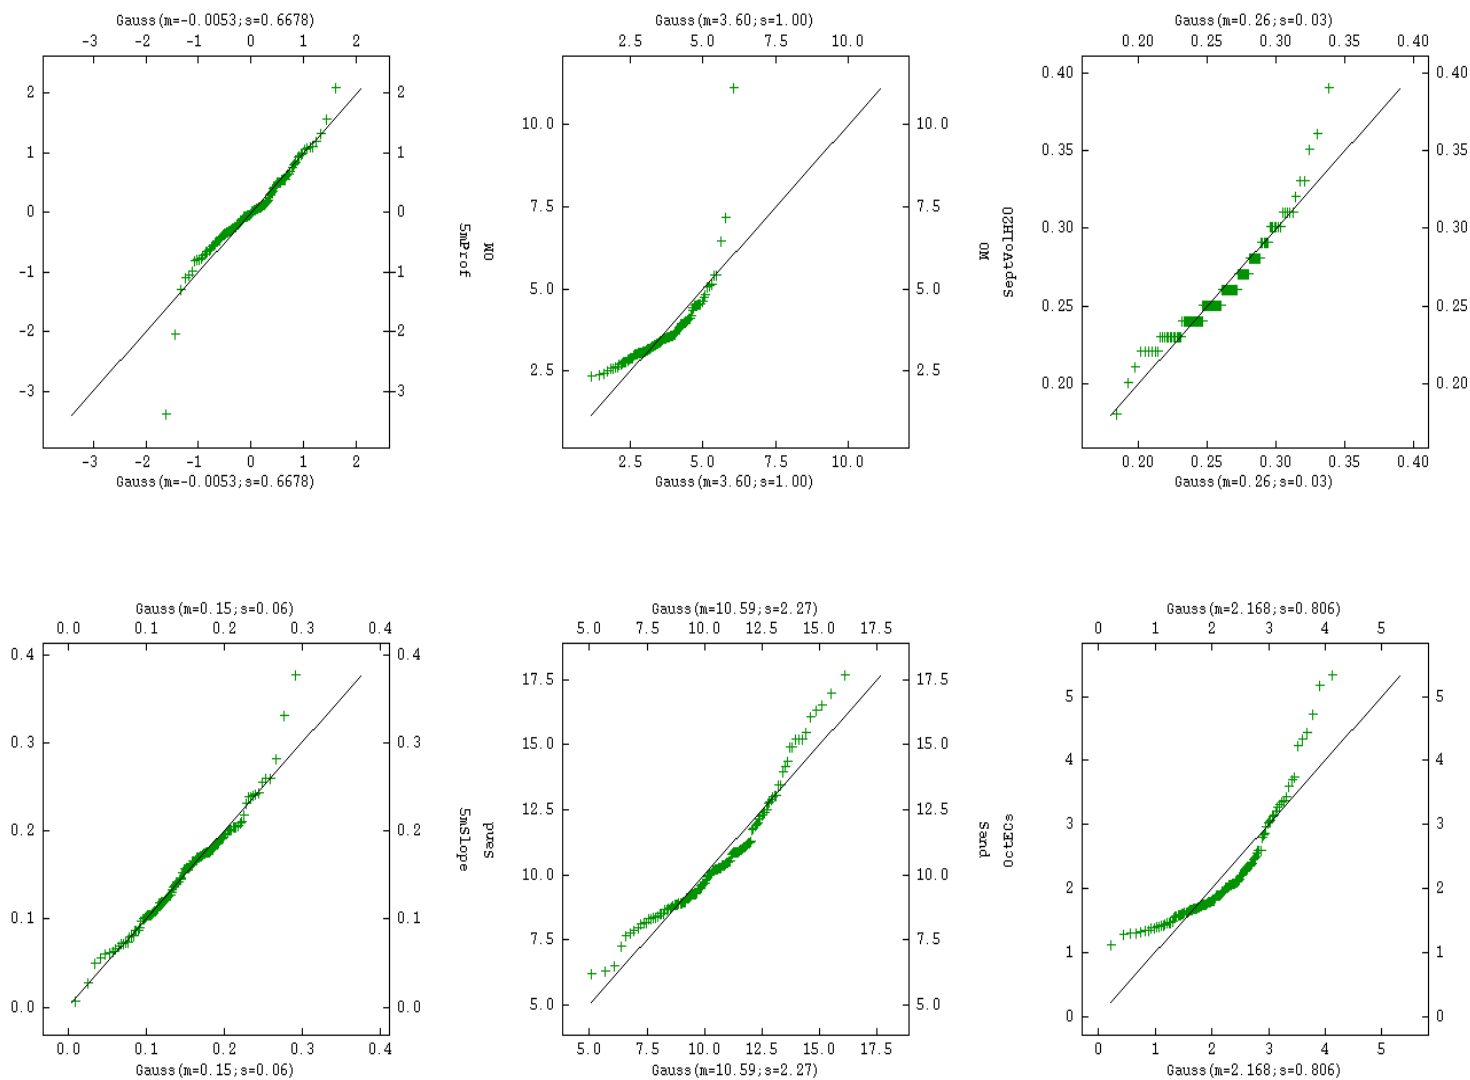 Gauss(m=-0.0053;s=0.6678)
-3 -2 -1 0 1 2
2
1
0
-1
-2
-3
2
1
0
-1
-2
-3
5mProf
-3 -2 -1 0 1 2
Gauss(m=-0.0053;s=0.6678)
Gauss(m=3.60;s=1.00)
2.5 5.0 7.5 10.0
OM
10.0
7.5
5.0
2.5
10.0
7.5
5.0
2.5
OM
2.5 5.0 7.5 10.0
Gauss(m=3.60;s=1.00)
Gauss(m=0.26;s=0.03)
0.20 0.25 0.30 0.35 0.40
SeptVolH2O
0.40
0.35
0.30
0.25
0.20
0.40
0.35
0.30
0.25
0.20
0.20 0.25 0.30 0.35 0.40
Gauss(m=0.26;s=0.03)
Gauss(m=0.15;s=0.06)
0.0 0.1 0.2 0.3 0.4
0.4
0.3
0.2
0.1
0.0
0.4
0.3
0.2
0.1
0.0
5mSlope
0.0 0.1 0.2 0.3 0.4
Gauss(m=0.15;s=0.06)
Gauss(m=10.59;s=2.27)
5.0 7.5 10.0 12.5 15.0 17.5
Sand
17.5
15.0
12.5
10.0
7.5
5.0
17.5
15.0
12.5
10.0
7.5
5.0
Sand
5.0 7.5 10.0 12.5 15.0 17.5
Gauss(m=10.59;s=2.27)
Gauss(m=2.168;s=0.806)
0 1 2 3 4 5
OctECs
5
4
3
2
1
0
5
4
3
2
1
0
0 1 2 3 4 5
Gauss(m=2.168;s=0.806)